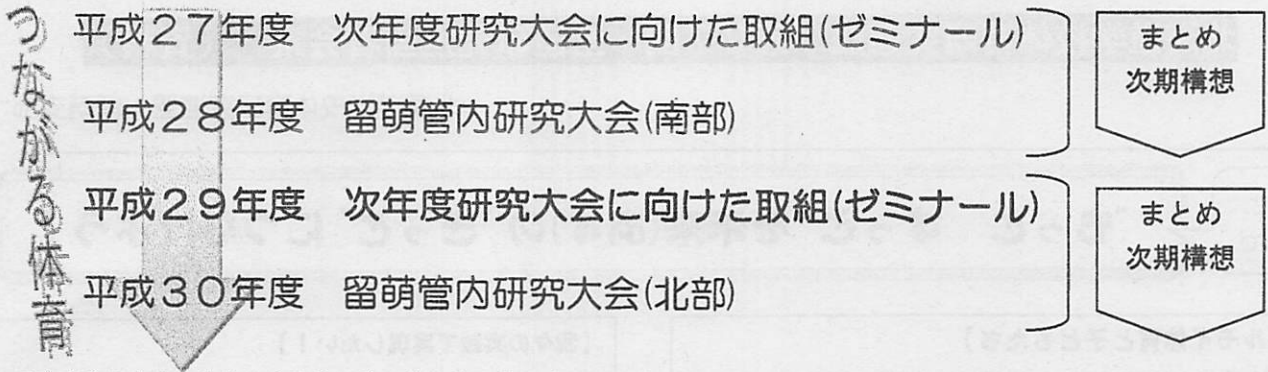 つながる体育
平成２７年度　次年度研究大会に向けた取組(ゼミナール)
平成２８年度　留萌管内研究大会(南部)
まとめ
次期構想
平成２９年度　次年度研究大会に向けた取組(ゼミナール)
平成３０年度　留萌管内研究大会(北部)
まとめ
次期構想